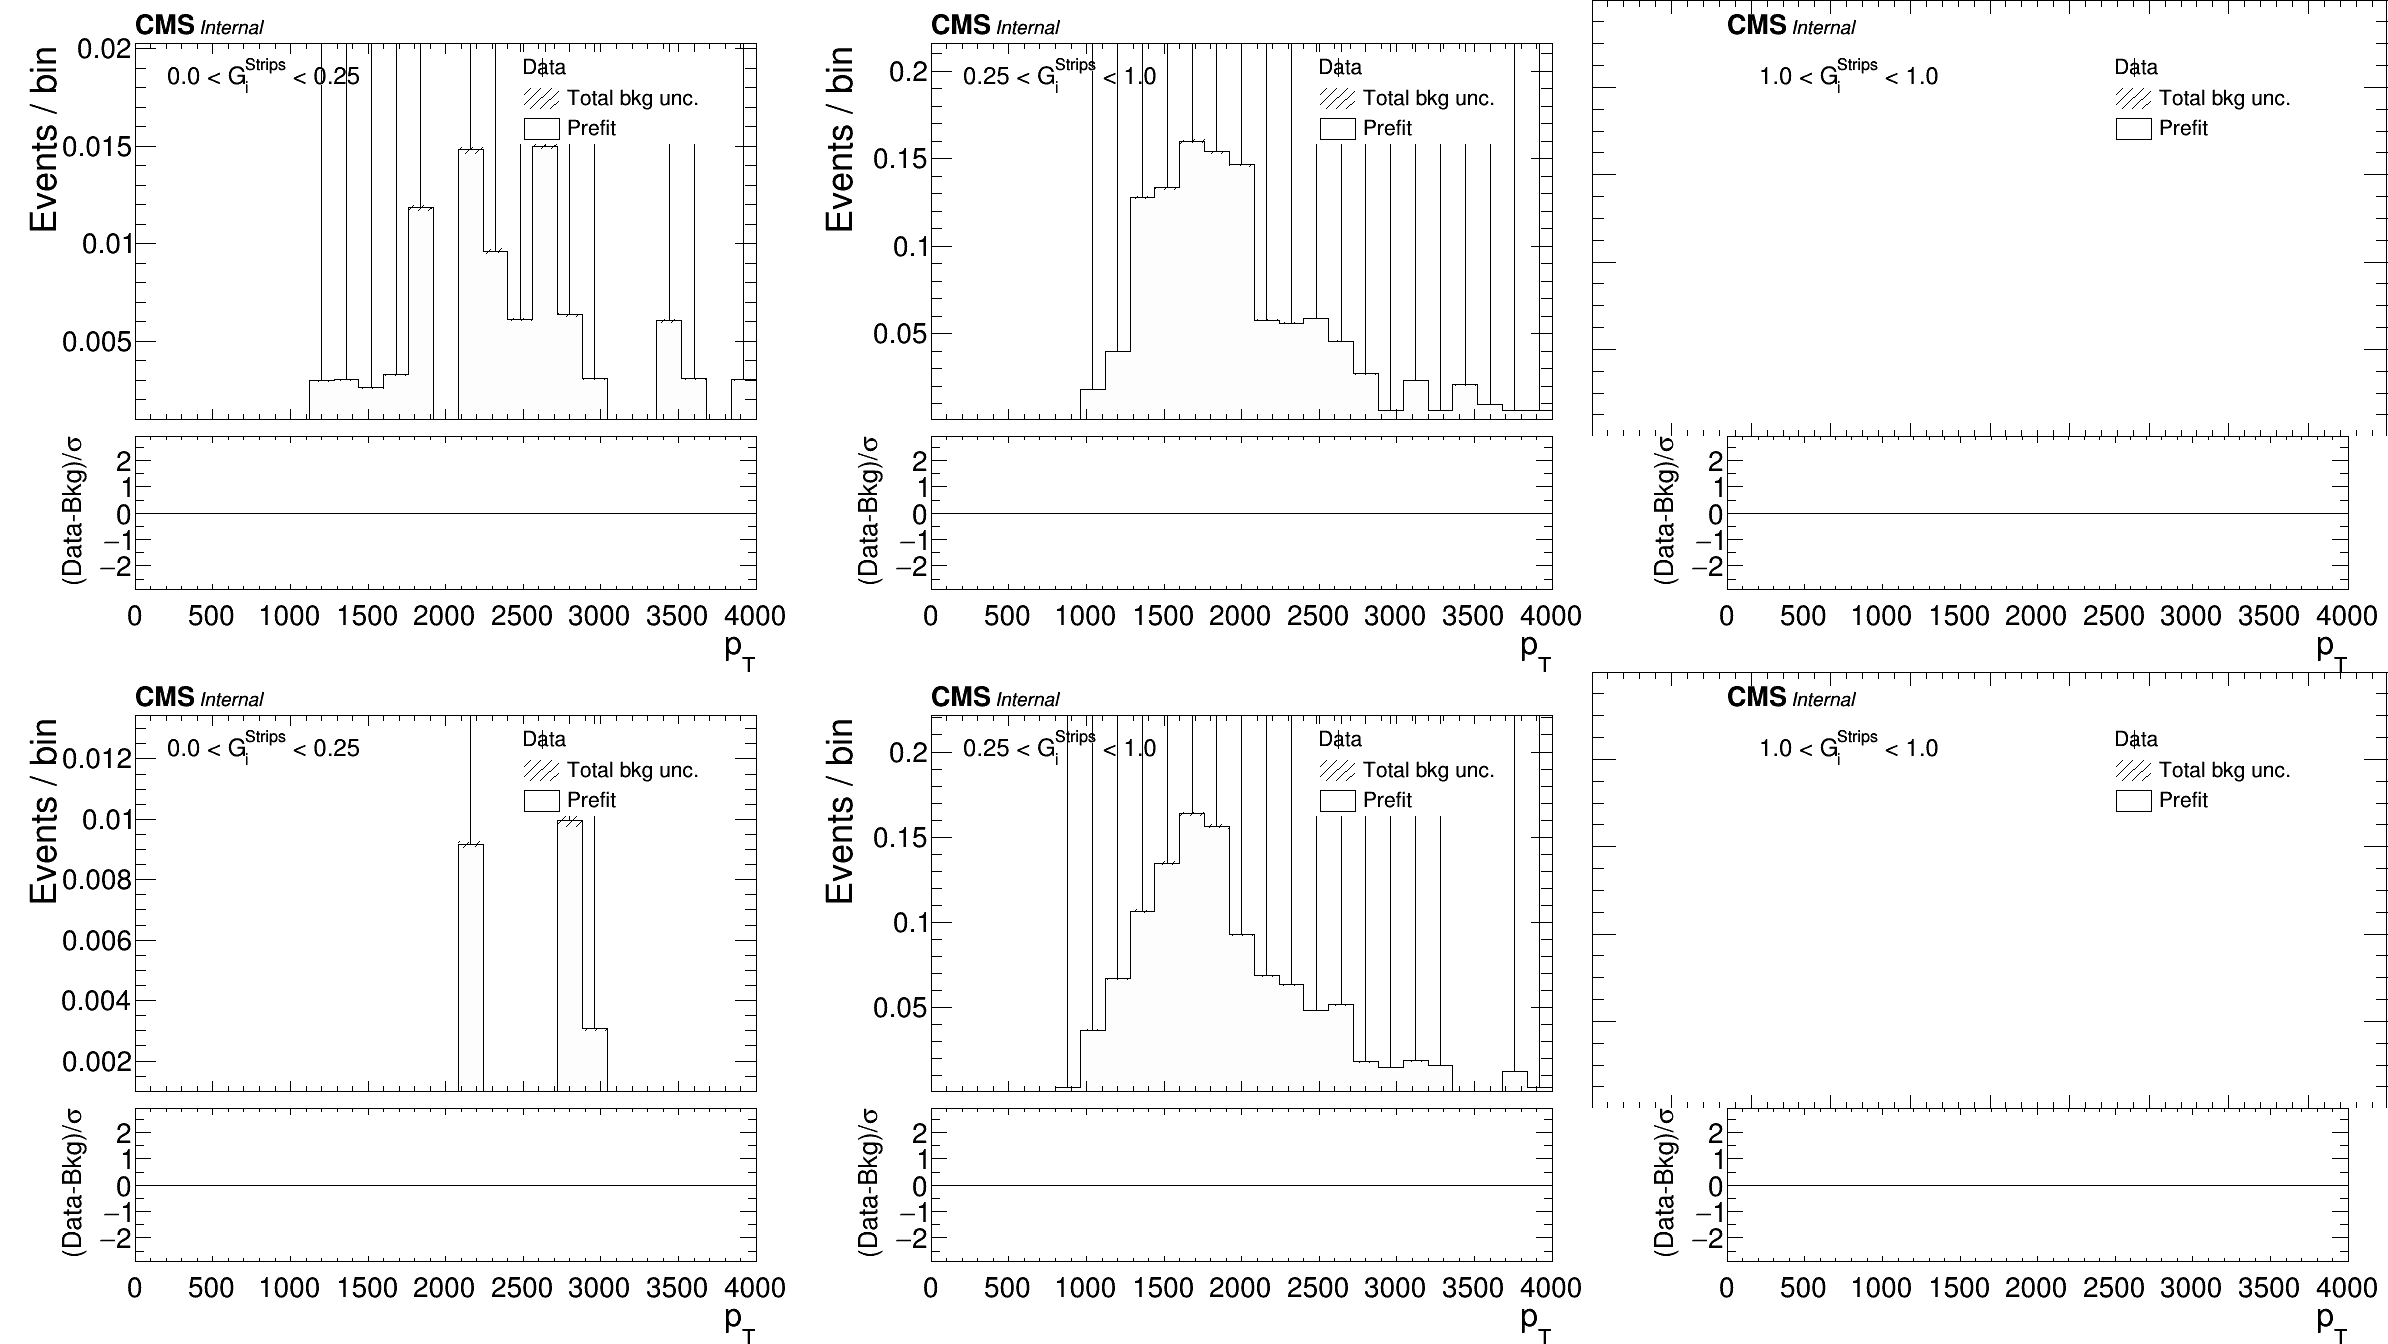 CMS Internal
0.0 < G_i^Strips < 0.25
Data
Total bkg unc.
Prefit
Events / bin
0.02
0.015
0.01
0.005
(Data-Bkg)/σ
2
1
0
−1
−2
0 500 1000 1500 2000 2500 3000 3500 4000
p_T
CMS Internal
0.25 < G_i^Strips < 1.0
Data
Total bkg unc.
Prefit
Events / bin
0.2
0.15
0.1
0.05
(Data-Bkg)/σ
2
1
0
−1
−2
0 500 1000 1500 2000 2500 3000 3500 4000
p_T
CMS Internal
1.0 < G_i^Strips < 1.0
Data
Total bkg unc.
Prefit
(Data-Bkg)/σ
2
1
0
−1
−2
0 500 1000 1500 2000 2500 3000 3500 4000
p_T
CMS Internal
0.0 < G_i^Strips < 0.25
Data
Total bkg unc.
Prefit
Events / bin
0.012
0.01
0.008
0.006
0.004
0.002
(Data-Bkg)/σ
2
1
0
−1
−2
0 500 1000 1500 2000 2500 3000 3500 4000
p_T
CMS Internal
0.25 < G_i^Strips < 1.0
Data
Total bkg unc.
Prefit
Events / bin
0.2
0.15
0.1
0.05
(Data-Bkg)/σ
2
1
0
−1
−2
0 500 1000 1500 2000 2500 3000 3500 4000
p_T
CMS Internal
1.0 < G_i^Strips < 1.0
Data
Total bkg unc.
Prefit
(Data-Bkg)/σ
2
1
0
−1
−2
0 500 1000 1500 2000 2500 3000 3500 4000
p_T